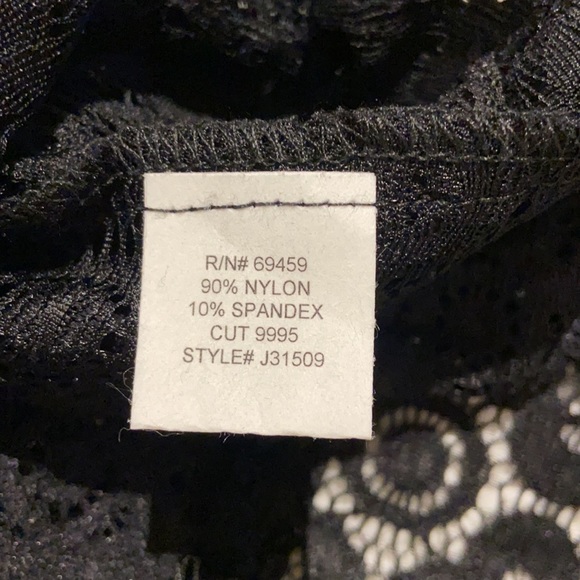 R/N# 69459
90% NYLON
10% SPANDEX
CUT 9995
STYLE# J31509